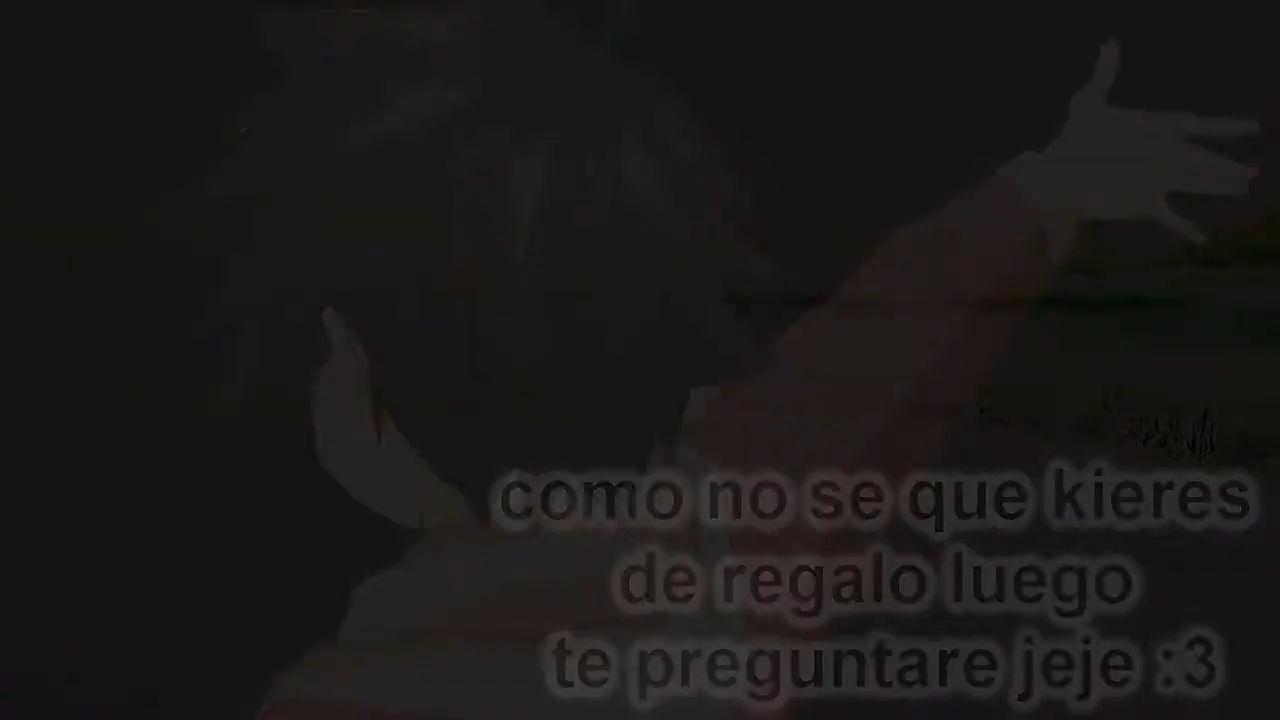 como no se que kieres
de regalo luego
te preguntare jeje :3